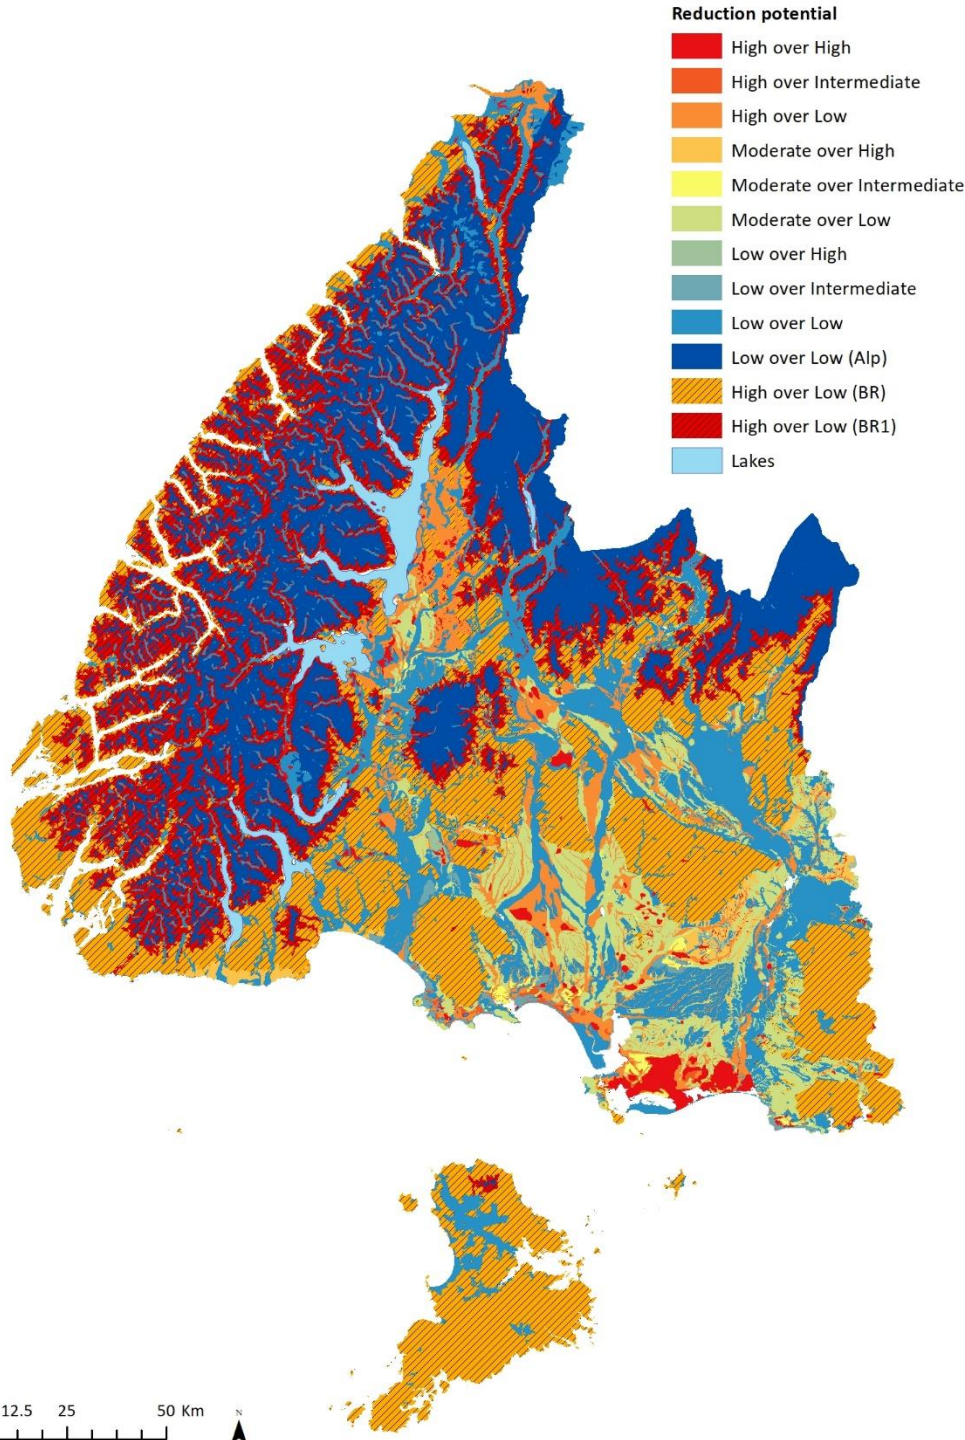 Reduction potential
High over High
High over Intermediate
High over Low
Moderate over High
Moderate over Intermediate
Moderate over Low
Low over High
Low over Intermediate
Low over Low
Low over Low (Alp)
High over Low (BR)
High over Low (BR1)
Lakes
12.5 25 50 Km
N